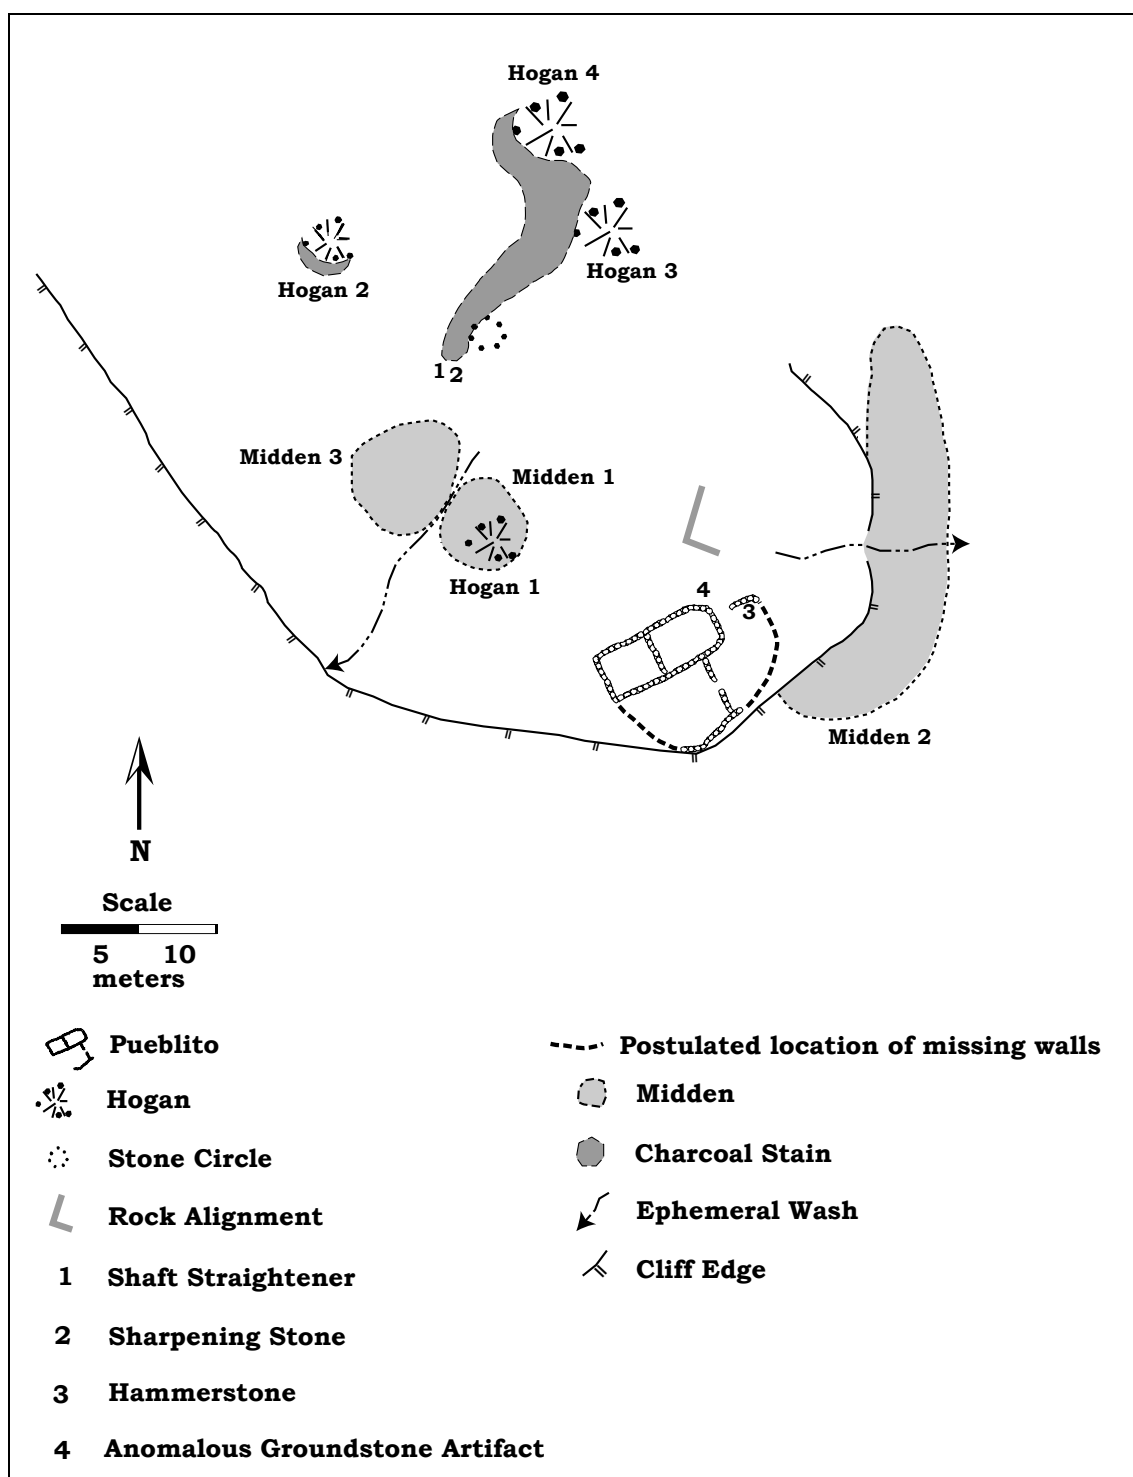 Hogan 4
Hogan 3
Hogan 2
1 2
Midden 3
Midden 1
Hogan 1
4
3
Midden 2
N
Scale
5 10
meters
Pueblito
Hogan
Stone Circle
Rock Alignment
1 Shaft Straightener
2 Sharpening Stone
3 Hammerstone
4 Anomalous Groundstone Artifact
Postulated location of missing walls
Midden
Charcoal Stain
Ephemeral Wash
Cliff Edge